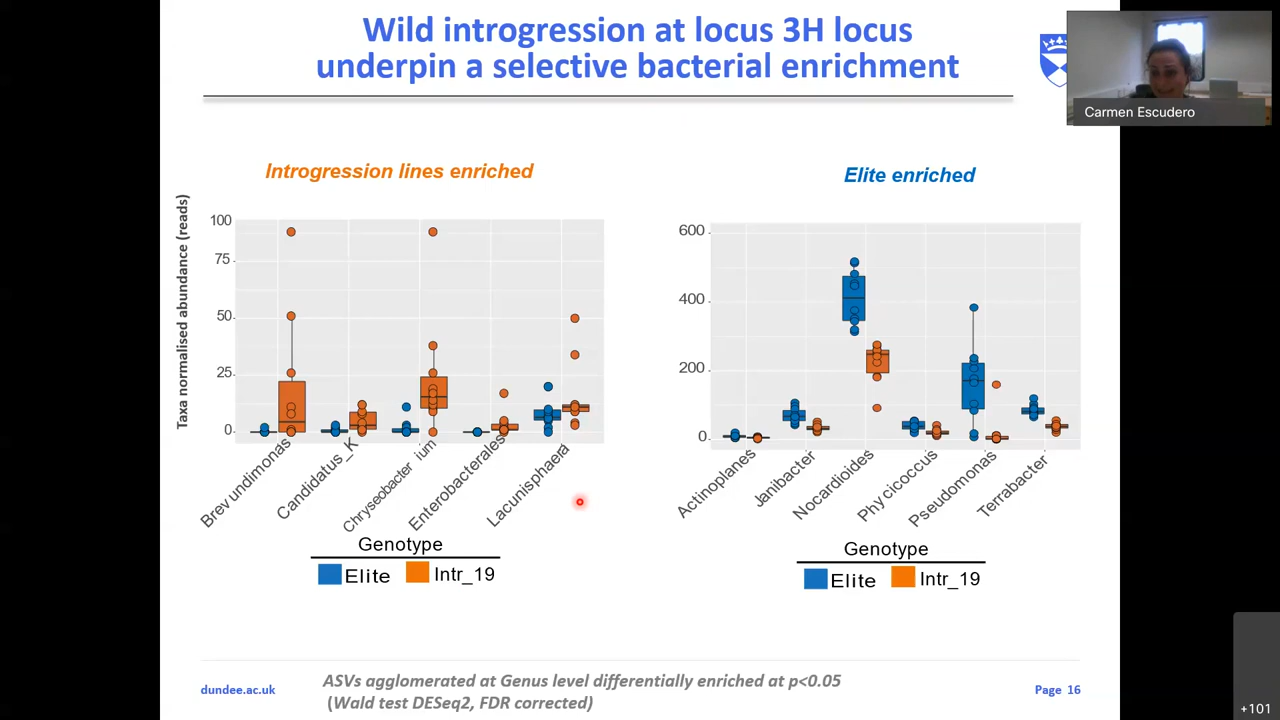 Wild introgression at locus 3H locus
underpin a selective bacterial enrichment
Carmen Escudero
Introgression lines enriched
Taxa normalised abundance (reads)
100
75
50
25
0
Brevundimonas
Candidatus_K
Chryseobacter ium
Enterobacterales
Lacunisphaera
Genotype
Elite
Intr_19
Elite enriched
600
400
200
0
Actinoplanes
Janibacter
Nocardioides
Phycicoccus
Pseudomonas
Terrabacter
Genotype
Elite
Intr_19
dundee.ac.uk
ASVs agglomerated at Genus level differentially enriched at p<0.05
(Wald test DESeq2, FDR corrected)
Page 16
+101